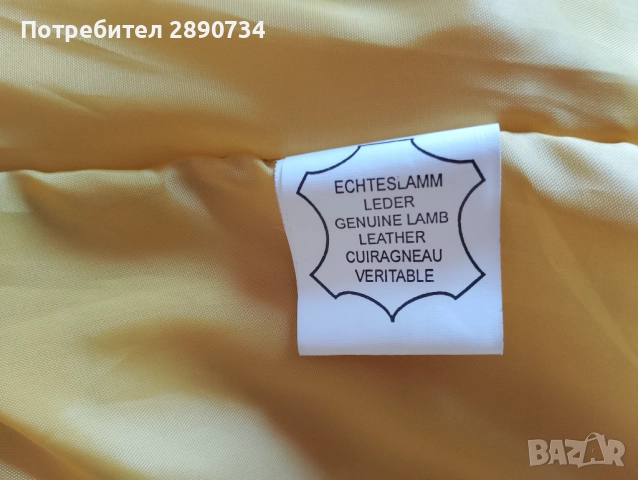 Потребител 2890734
ECHTESLAMM
LEDER
GENUINE LAMB
LEATHER
CUIRAGNEAU
VERITABLE
BAZAR